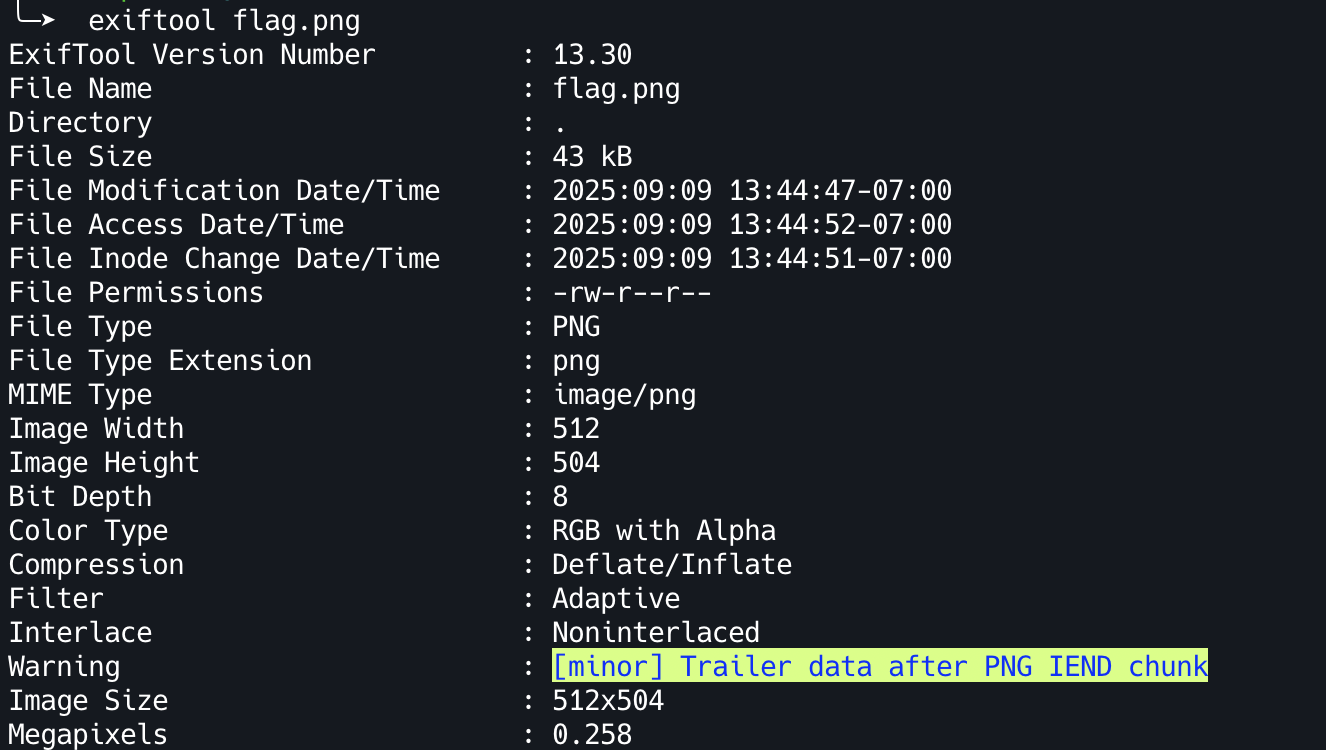 exiftool flag.png
ExifTool Version Number : 13.30
File Name : flag.png
Directory : .
File Size : 43 kB
File Modification Date/Time : 2025:09:09 13:44:47-07:00
File Access Date/Time : 2025:09:09 13:44:52-07:00
File Inode Change Date/Time : 2025:09:09 13:44:51-07:00
File Permissions : -rw-r--r--
File Type : PNG
File Type Extension : png
MIME Type : image/png
Image Width : 512
Image Height : 504
Bit Depth : 8
Color Type : RGB with Alpha
Compression : Deflate/Inflate
Filter : Adaptive
Interlace : Noninterlaced
Warning : [minor] Trailer data after PNG IEND chunk
Image Size : 512x504
Megapixels : 0.258